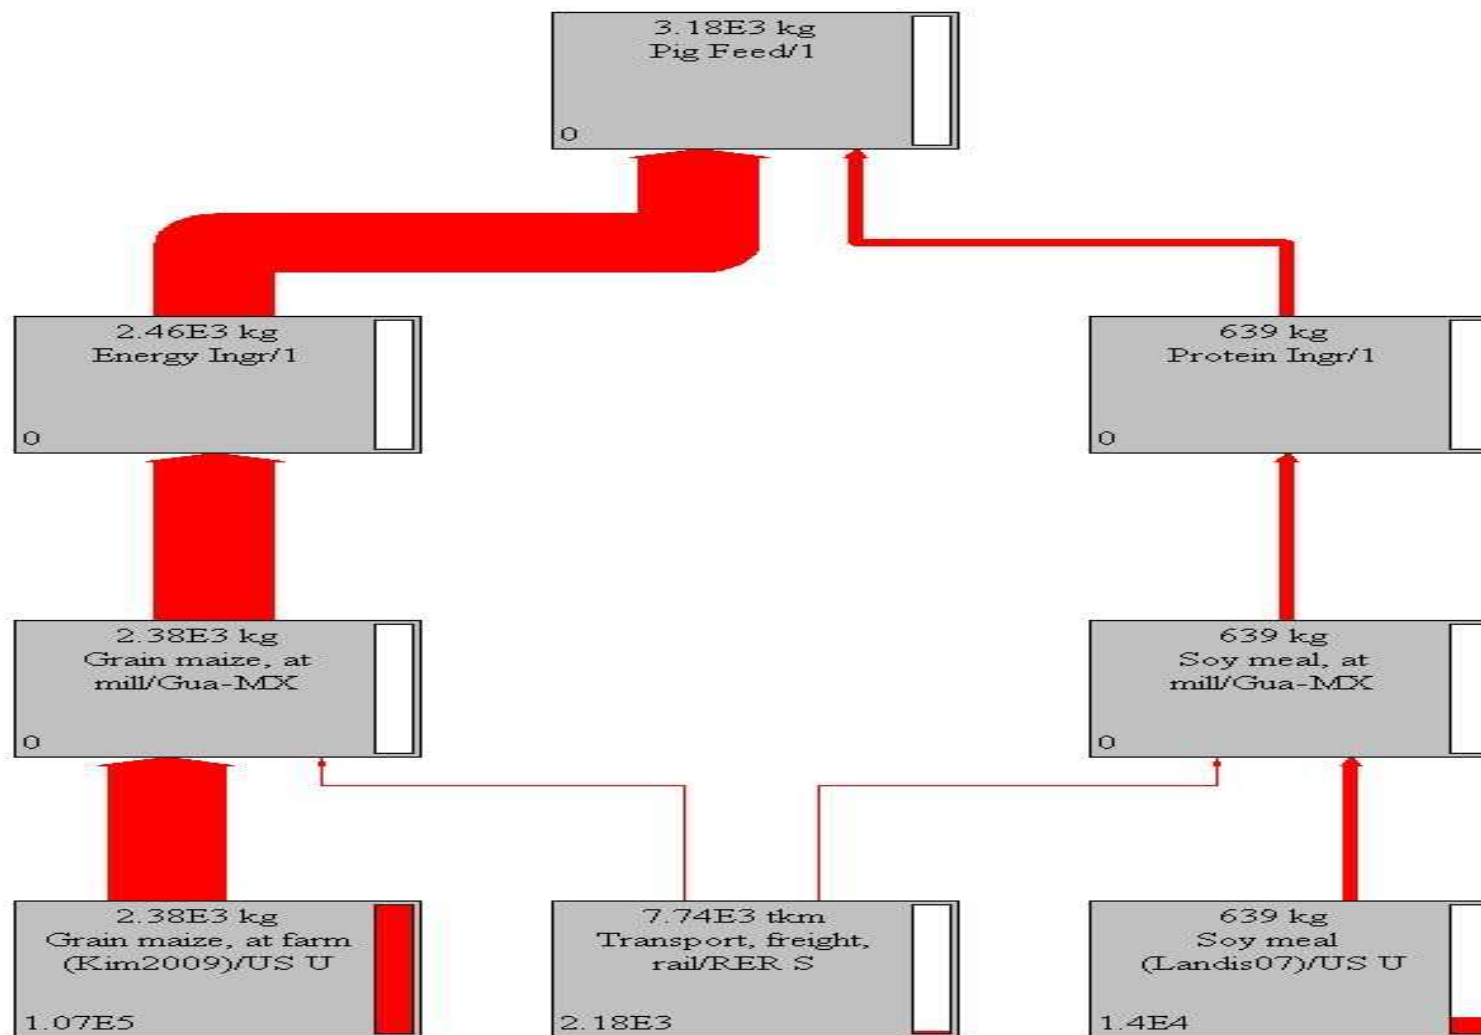 3.18E3 kg
Pig Feed/1
0
2.46E3 kg
Energy Ingr/1
0
639 kg
Protein Ingr/1
0
2.38E3 kg
Grain maize, at
mill/Gua-MX
0
639 kg
Soy meal, at
mill/Gua-MX
0
2.38E3 kg
Grain maize, at farm
(Kim2009)/US U
1.07E5
7.74E3 tkm
Transport, freight,
rail/RER S
2.18E3
639 kg
Soy meal
(Landis07)/US U
1.4E4